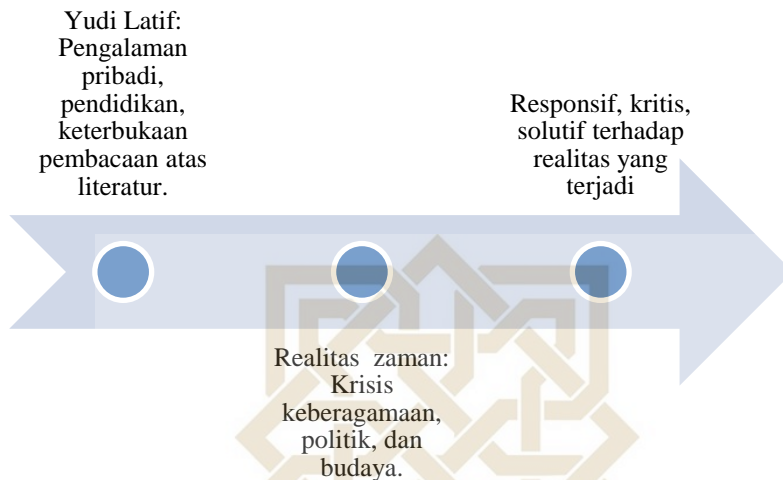 Yudi Latif:
Pengalaman
pribadi,
pendidikan,
keterbukaan
pembacaan atas
literatur.
Realitas zaman:
Krisis
keberagamaan,
politik, dan
budaya.
Responsif, kritis,
solutif terhadap
realitas yang
terjadi